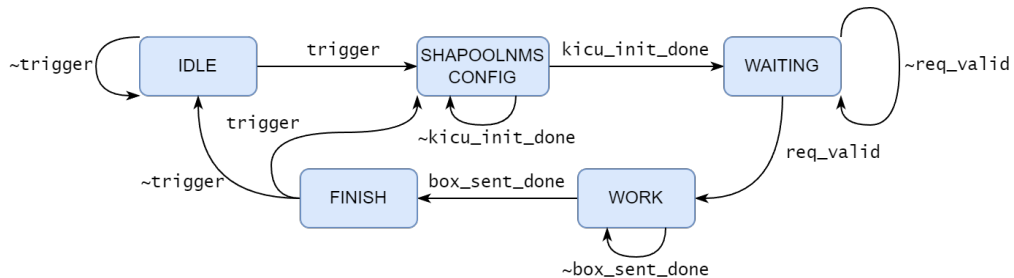 trigger
kicu_init_done
~trigger
IDLE
SHAPOOLNMS
CONFIG
WAITING
~req_valid
trigger
~kicu_init_done
req_valid
~trigger
box_sent_done
FINISH
WORK
~box_sent_done